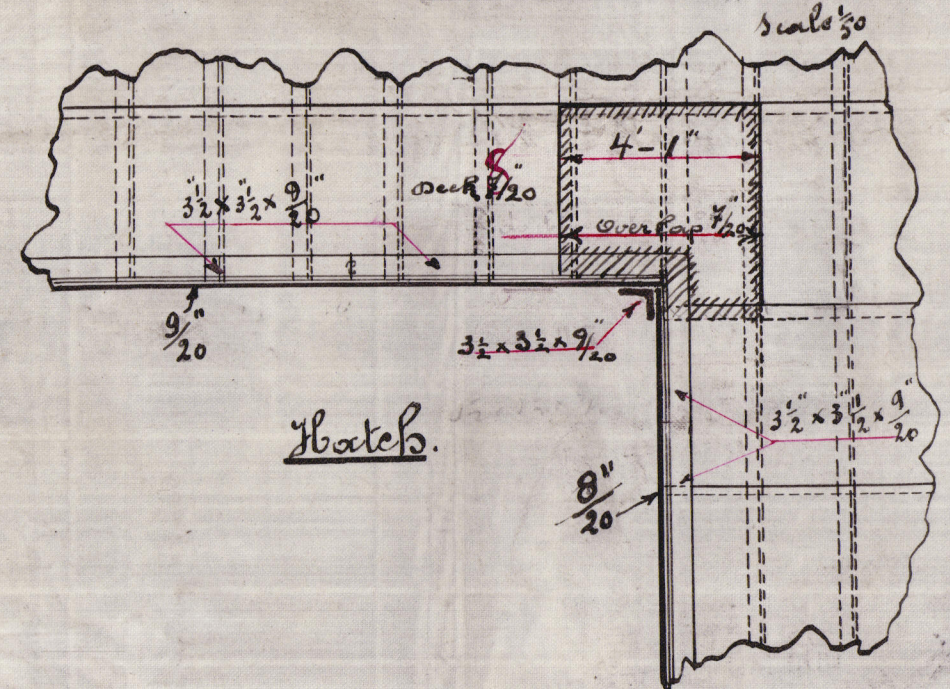 Scale 1/50
4'-1"
3½" x 3½" x 9/20"
Deck 8/20"
Overlap 7/20"
9/20"
3½ x 3½ x 9/20"
3½" x 3½" x 9/20"
Hatch.
8/20"